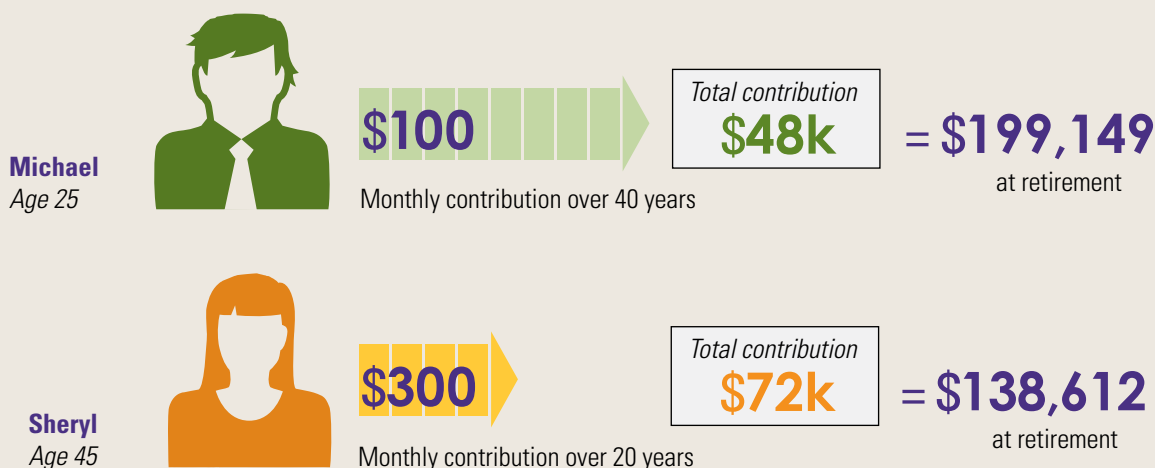 Michael
Age 25
$100
Monthly contribution over 40 years
Total contribution
$48k
= $199,149
at retirement
Sheryl
Age 45
$300
Monthly contribution over 20 years
Total contribution
$72k
= $138,612
at retirement